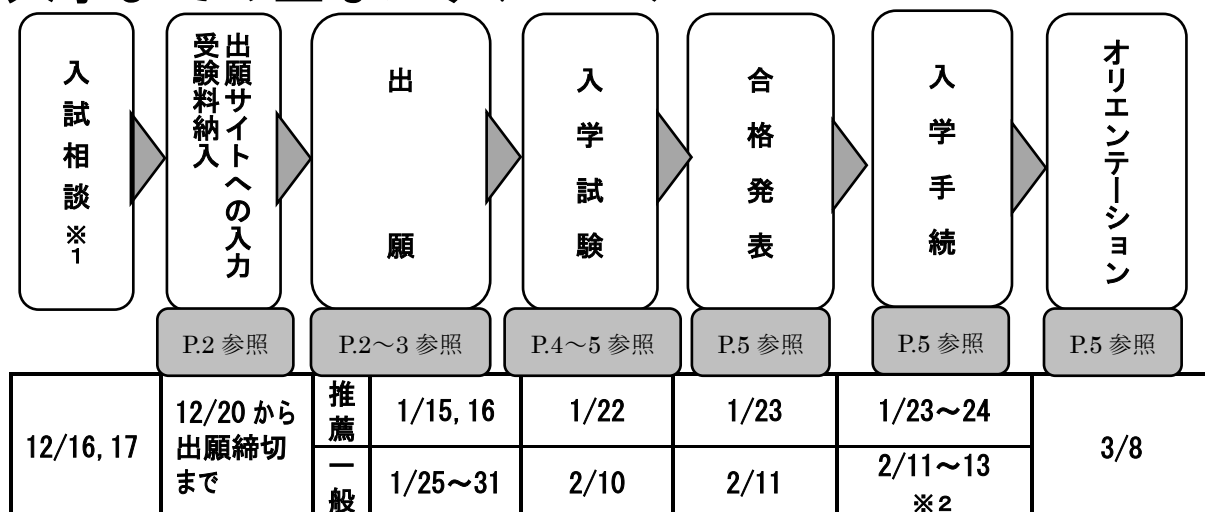 入試相談※1
出願サイトへの入力
受験料納入
出願
入学試験
合格発表
入学手続
オリエンテーション
P.2 参照
P.2～3 参照
P.4～5 参照
P.5 参照
P.5 参照
P.5 参照
12/16, 17
12/20 から
出願締切
まで
推薦
1/15, 16
1/22
1/23
1/23～24
3/8
一般
1/25～31
2/10
2/11
2/11～13
※2